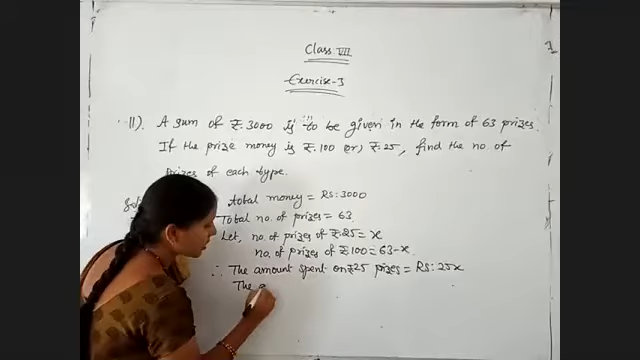 Class VII
Exercise-3
11). A sum of ₹.3000 is to be given in the form of 63 prizes.
If the prize money is ₹.100 (or) ₹.25, find the no. of
prizes of each type.
Total money = RS: 3000
Total no. of prizes = 63
Let, no. of prizes of ₹.25 = x
no. of prizes of ₹.100 = 63-x
∴ The amount spent on ₹25 prizes = RS: 25x
The